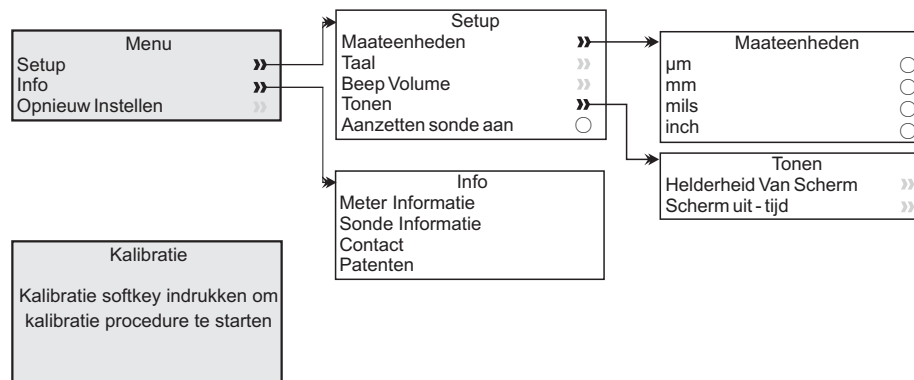 Menu
Setup
Info
Opnieuw Instellen
Setup
Maateenheden
Taal
Beep Volume
Tonen
Aanzetten sonde aan
Maateenheden
µm
mm
mils
inch
Tonen
Helderheid Van Scherm
Scherm uit - tijd
Info
Meter Informatie
Sonde Informatie
Contact
Patenten
Kalibratie
Kalibratie softkey indrukken om
kalibratie procedure te starten